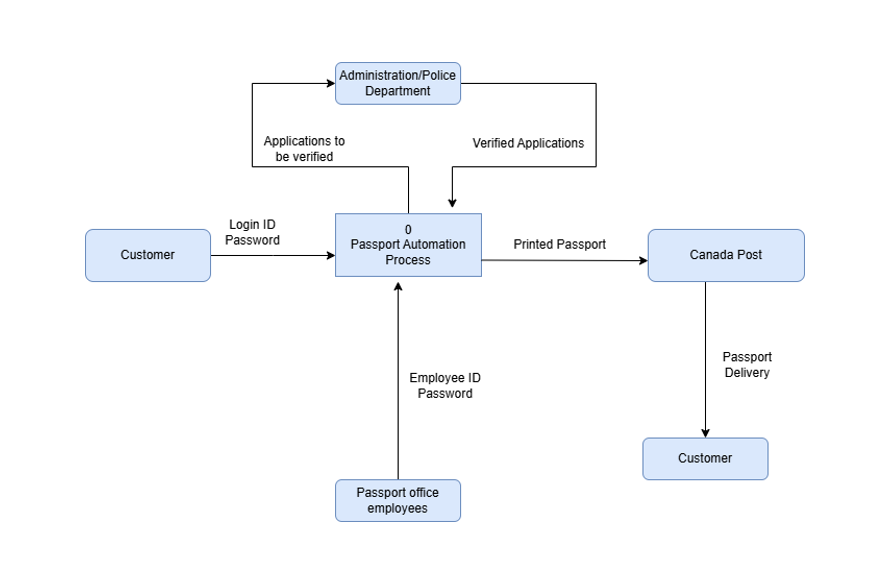 Administration/Police
Department
Applications to
be verified
Verified Applications
Login ID
Password
0
Passport Automation
Process
Printed Passport
Customer
Canada Post
Employee ID
Password
Passport
Delivery
Customer
Passport office
employees